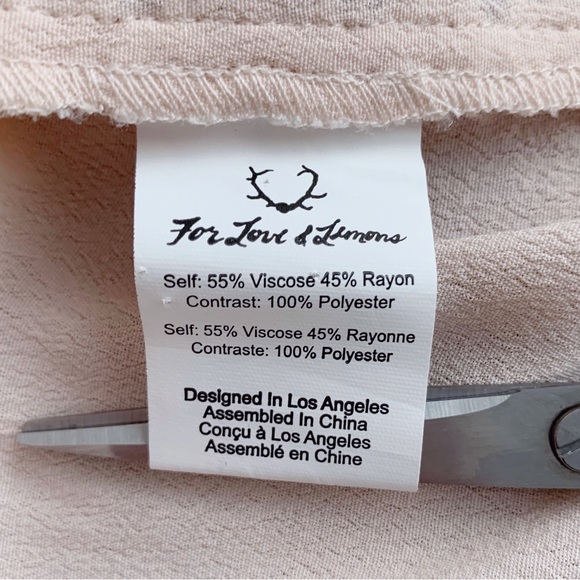 For Love & Lemons
Self: 55% Viscose 45% Rayon
Contrast: 100% Polyester
Self: 55% Viscose 45% Rayonne
Contraste: 100% Polyester
Designed In Los Angeles
Assembled In China
Conçu à Los Angeles
Assemblé en Chine